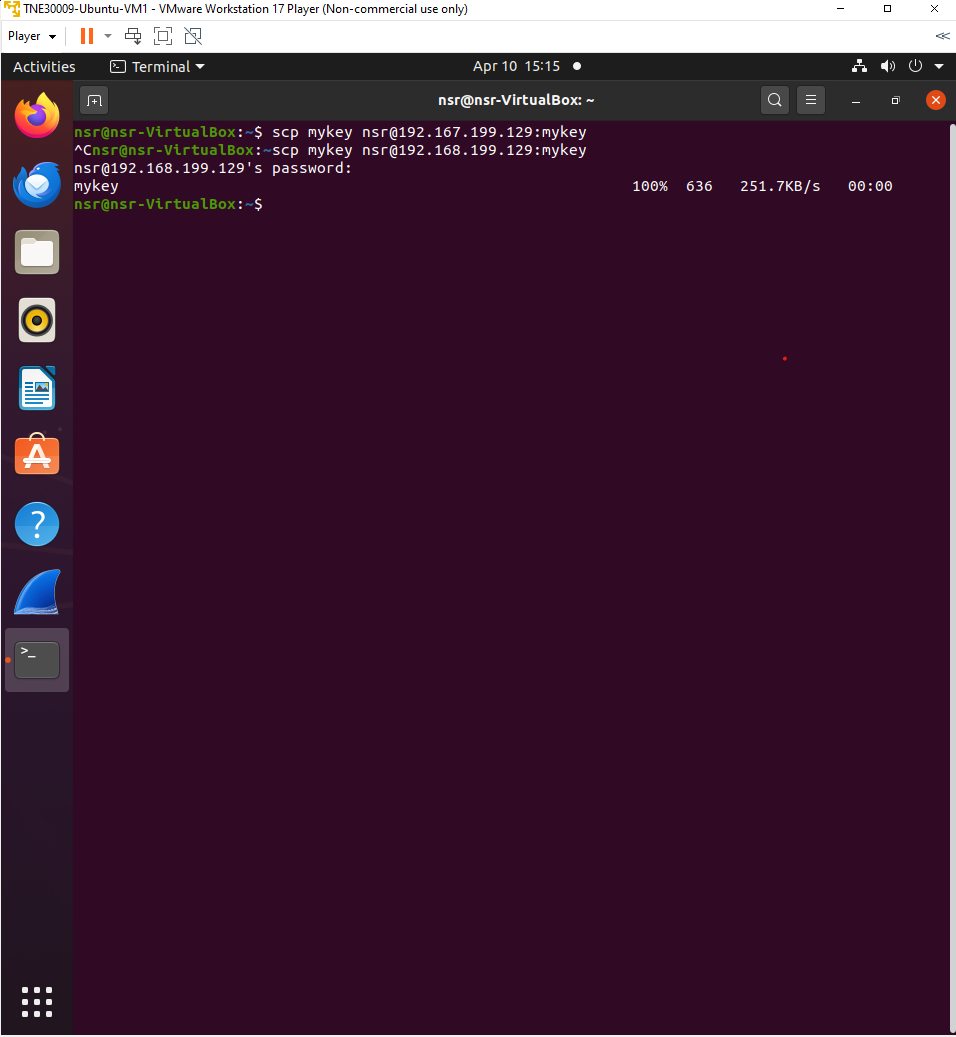 TNE30009-Ubuntu-VM1 - VMware Workstation 17 Player (Non-commercial use only)
Player
Activities
Terminal
Apr 10 15:15
nsr@nsr-VirtualBox: ~
nsr@nsr-VirtualBox:~$ scp mykey nsr@192.167.199.129:mykey
^Cnsr@nsr-VirtualBox:~scp mykey nsr@192.168.199.129:mykey
nsr@192.168.199.129's password:
mykey 100% 636 251.7KB/s 00:00
nsr@nsr-VirtualBox:~$